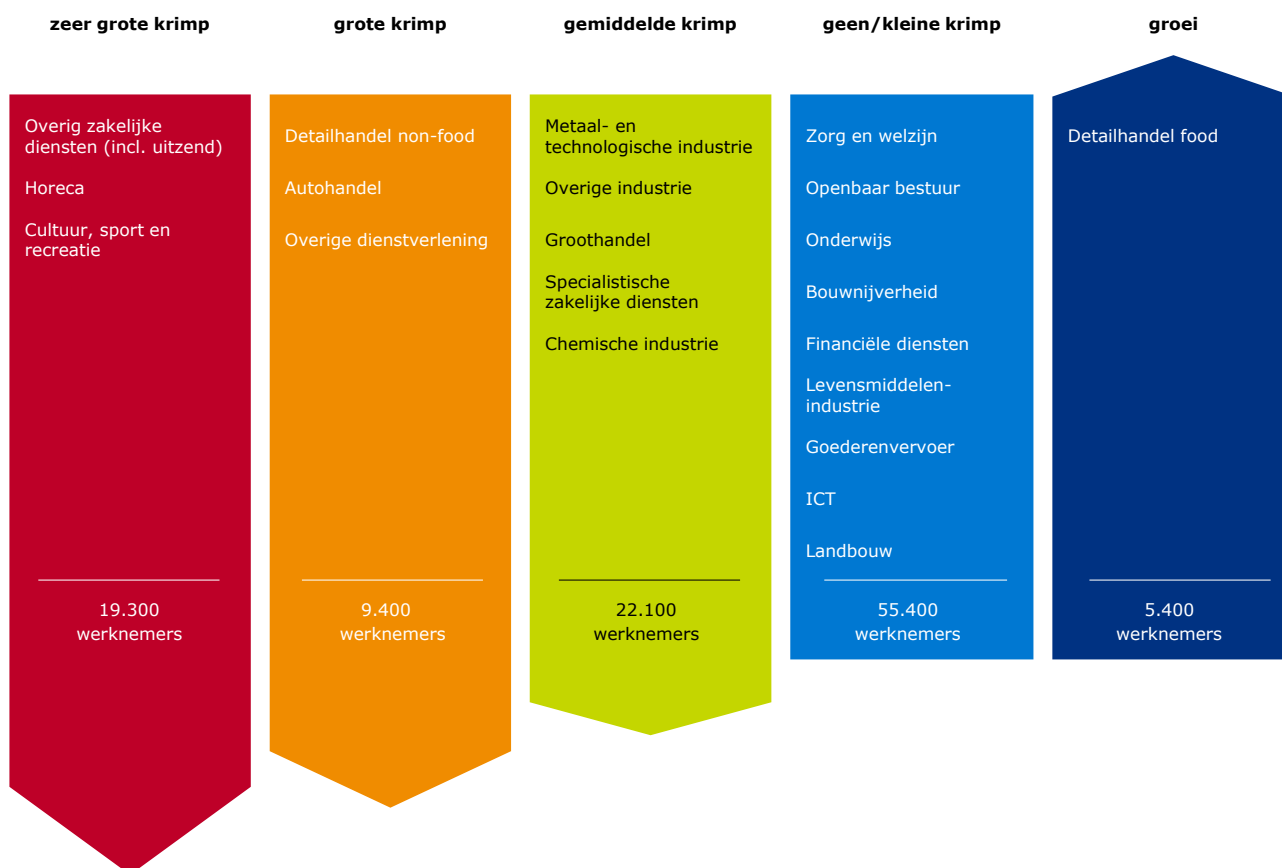 zeer grote krimp
Overig zakelijke
diensten (incl. uitzend)
Horeca
Cultuur, sport en
recreatie
19.300
werknemers
grote krimp
Detailhandel non-food
Autohandel
Overige dienstverlening
9.400
werknemers
gemiddelde krimp
Metaal- en
technologische industrie
Overige industrie
Groothandel
Specialistische
zakelijke diensten
Chemische industrie
22.100
werknemers
geen/kleine krimp
Zorg en welzijn
Openbaar bestuur
Onderwijs
Bouwnijverheid
Financiële diensten
Levensmiddelen-
industrie
Goederenvervoer
ICT
Landbouw
55.400
werknemers
groei
Detailhandel food
5.400
werknemers